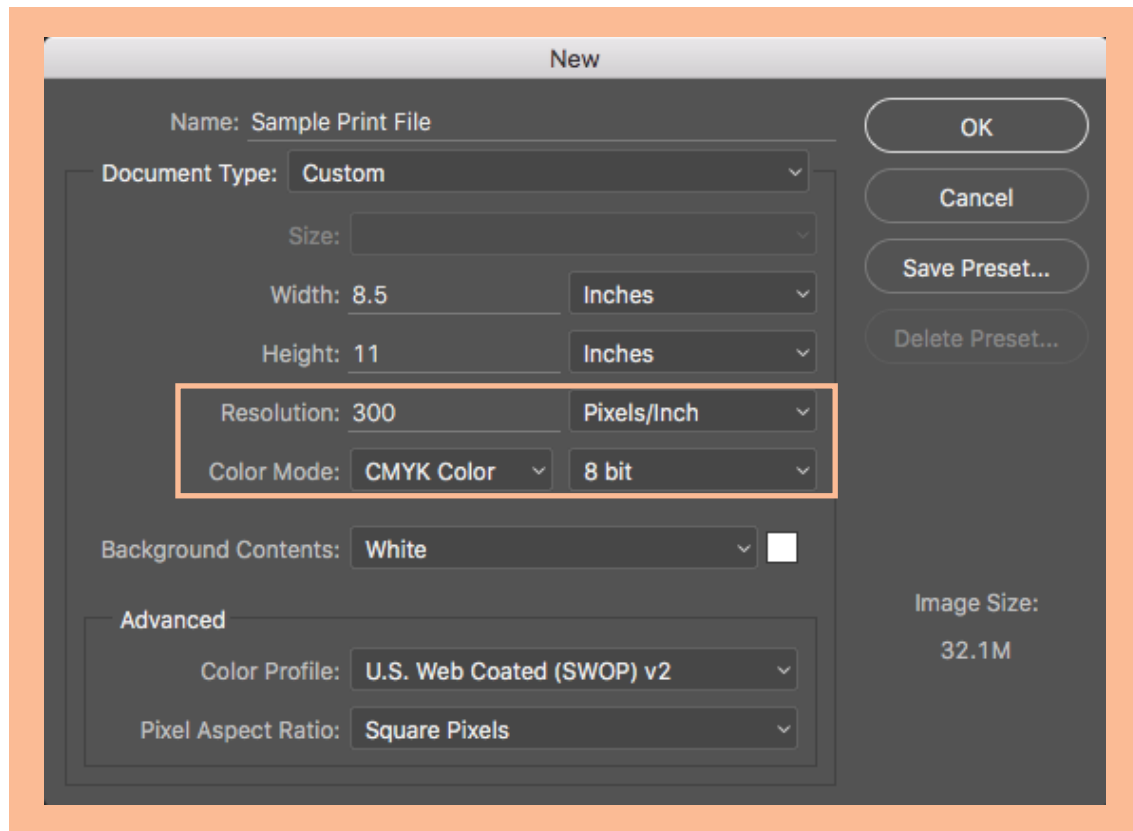 New
Name: Sample Print File
OK
Document Type: Custom
Cancel
Size:
Save Preset...
Width: 8.5 Inches
Height: 11 Inches
Delete Preset...
Resolution: 300 Pixels/Inch
Color Mode: CMYK Color 8 bit
Background Contents: White
Image Size:
32.1M
Advanced
Color Profile: U.S. Web Coated (SWOP) v2
Pixel Aspect Ratio: Square Pixels